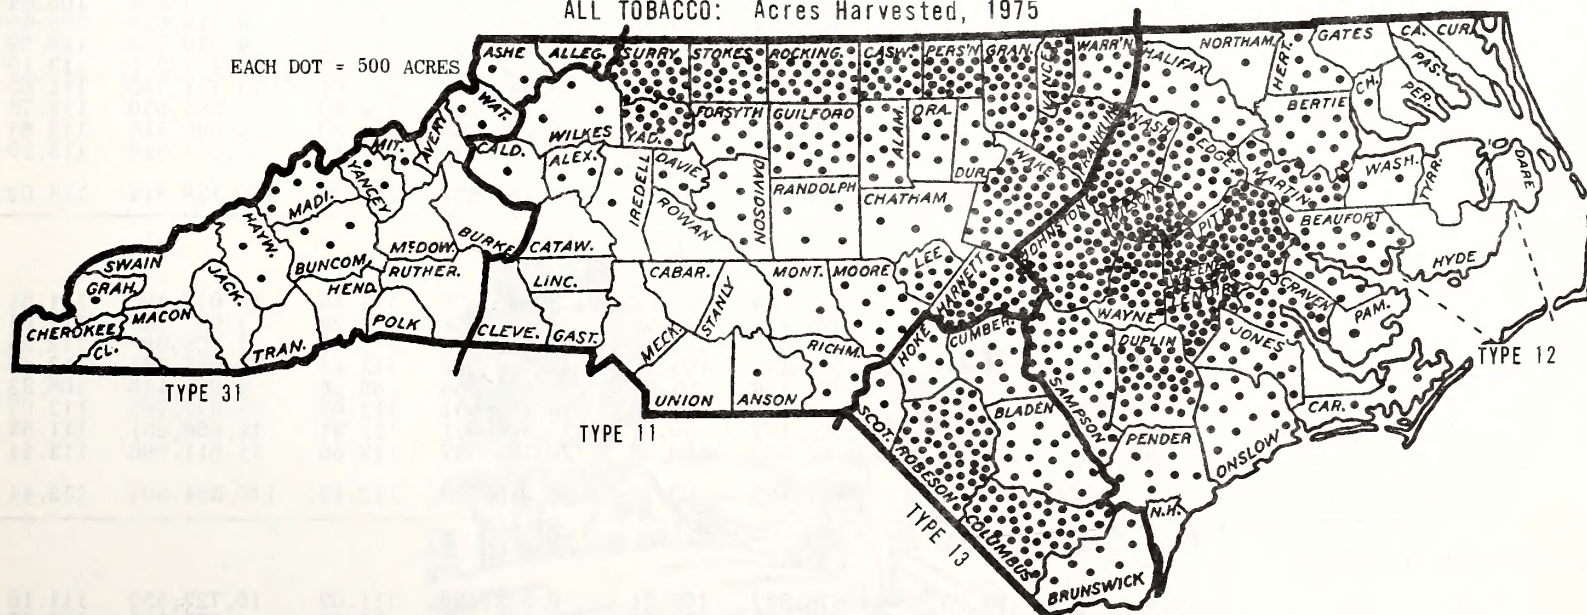 ALL TOBACCO: Acres Harvested, 1975
EACH DOT = 500 ACRES
ASHE
ALLEG.
SURRY
STOKES
ROCKING.
CASW.
PERS'N
GRAN.
VANCE
WARR'N
HALIFAX
NORTHAM.
HERT.
GATES
CA.
CUR.
PAS.
PER.
CH.
BERTIE
WAT.
WILKES
YAD.
FORSYTH
GUILFORD
ALAM.
ORA.
DUR.
WAKE
FRANKLIN
NASH
EDGE.
MARTIN
WASH.
TYRR.
DARE
MIT.
AVERY
CALD.
ALEX.
IREDELL
DAVIE
DAVIDSON
RANDOLPH
CHATHAM
JOHNSTON
WILSON
PITT
BEAUFORT
HYDE
MADI.
YANCEY
ROWAN
HAYW.
BUNCOM.
McDOW.
BURKE
CATAW.
LEE
GREENE
SWAIN
GRAH.
JACK.
HEND.
RUTHER.
LINC.
CABAR.
STANLY
MONT.
MOORE
HARNETT
WAYNE
LENOIR
CRAVEN
PAM.
CHEROKEE
CL.
MACON
TRAN.
POLK
CLEVE.
GAST.
MECK.
UNION
ANSON
RICHM.
HOKE
CUMBER.
SAMPSON
DUPLIN
JONES
CAR.
SCOT.
ROBESON
BLADEN
PENDER
ONSLOW
COLUMBUS
BRUNSWICK
N.H.
TYPE 31
TYPE 11
TYPE 13
TYPE 12